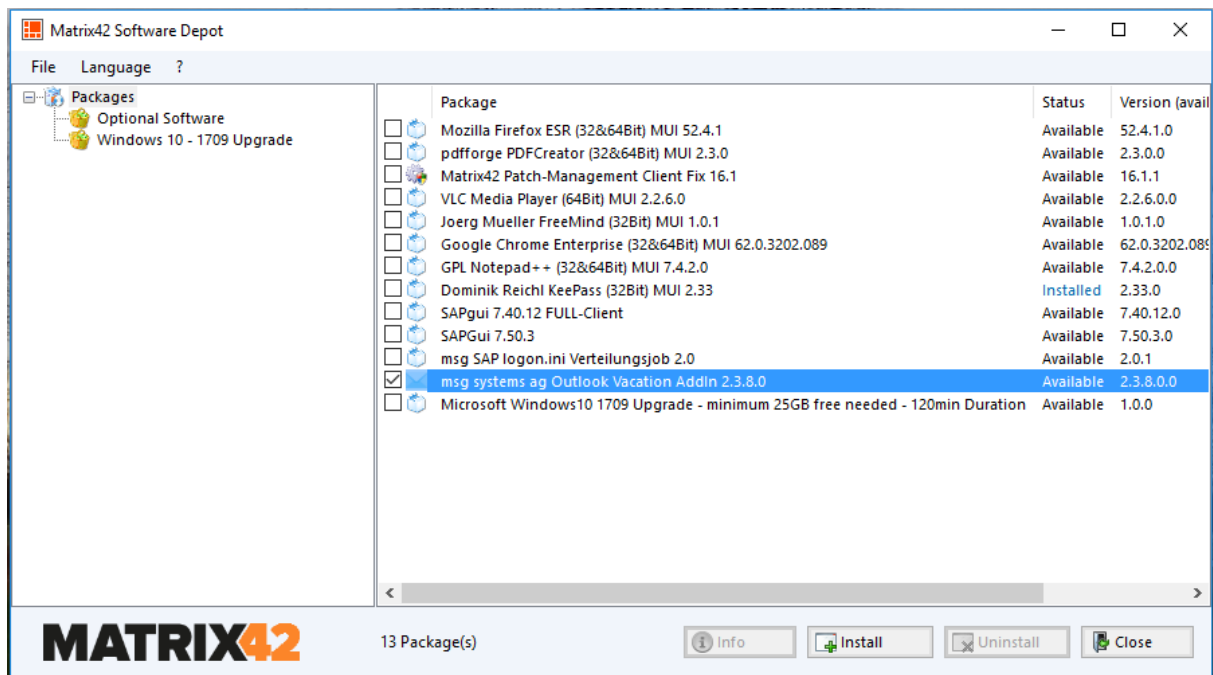 Matrix42 Software Depot
File Language ?
Packages
Optional Software
Windows 10 - 1709 Upgrade
Package Status Version (avail
Mozilla Firefox ESR (32&64Bit) MUI 52.4.1 Available 52.4.1.0
pdfforge PDFCreator (32&64Bit) MUI 2.3.0 Available 2.3.0.0
Matrix42 Patch-Management Client Fix 16.1 Available 16.1.1
VLC Media Player (64Bit) MUI 2.2.6.0 Available 2.2.6.0.0
Joerg Mueller FreeMind (32Bit) MUI 1.0.1 Available 1.0.1.0
Google Chrome Enterprise (32&64Bit) MUI 62.0.3202.089 Available 62.0.3202.089
GPL Notepad++ (32&64Bit) MUI 7.4.2.0 Available 7.4.2.0.0
Dominik Reichl KeePass (32Bit) MUI 2.33 Installed 2.33.0
SAPgui 7.40.12 FULL-Client Available 7.40.12.0
SAPGui 7.50.3 Available 7.50.3.0
msg SAP logon.ini Verteilungsjob 2.0 Available 2.0.1
msg systems ag Outlook Vacation AddIn 2.3.8.0 Available 2.3.8.0.0
Microsoft Windows10 1709 Upgrade - minimum 25GB free needed - 120min Duration Available 1.0.0
MATRIX42 13 Package(s) Info Install Uninstall Close